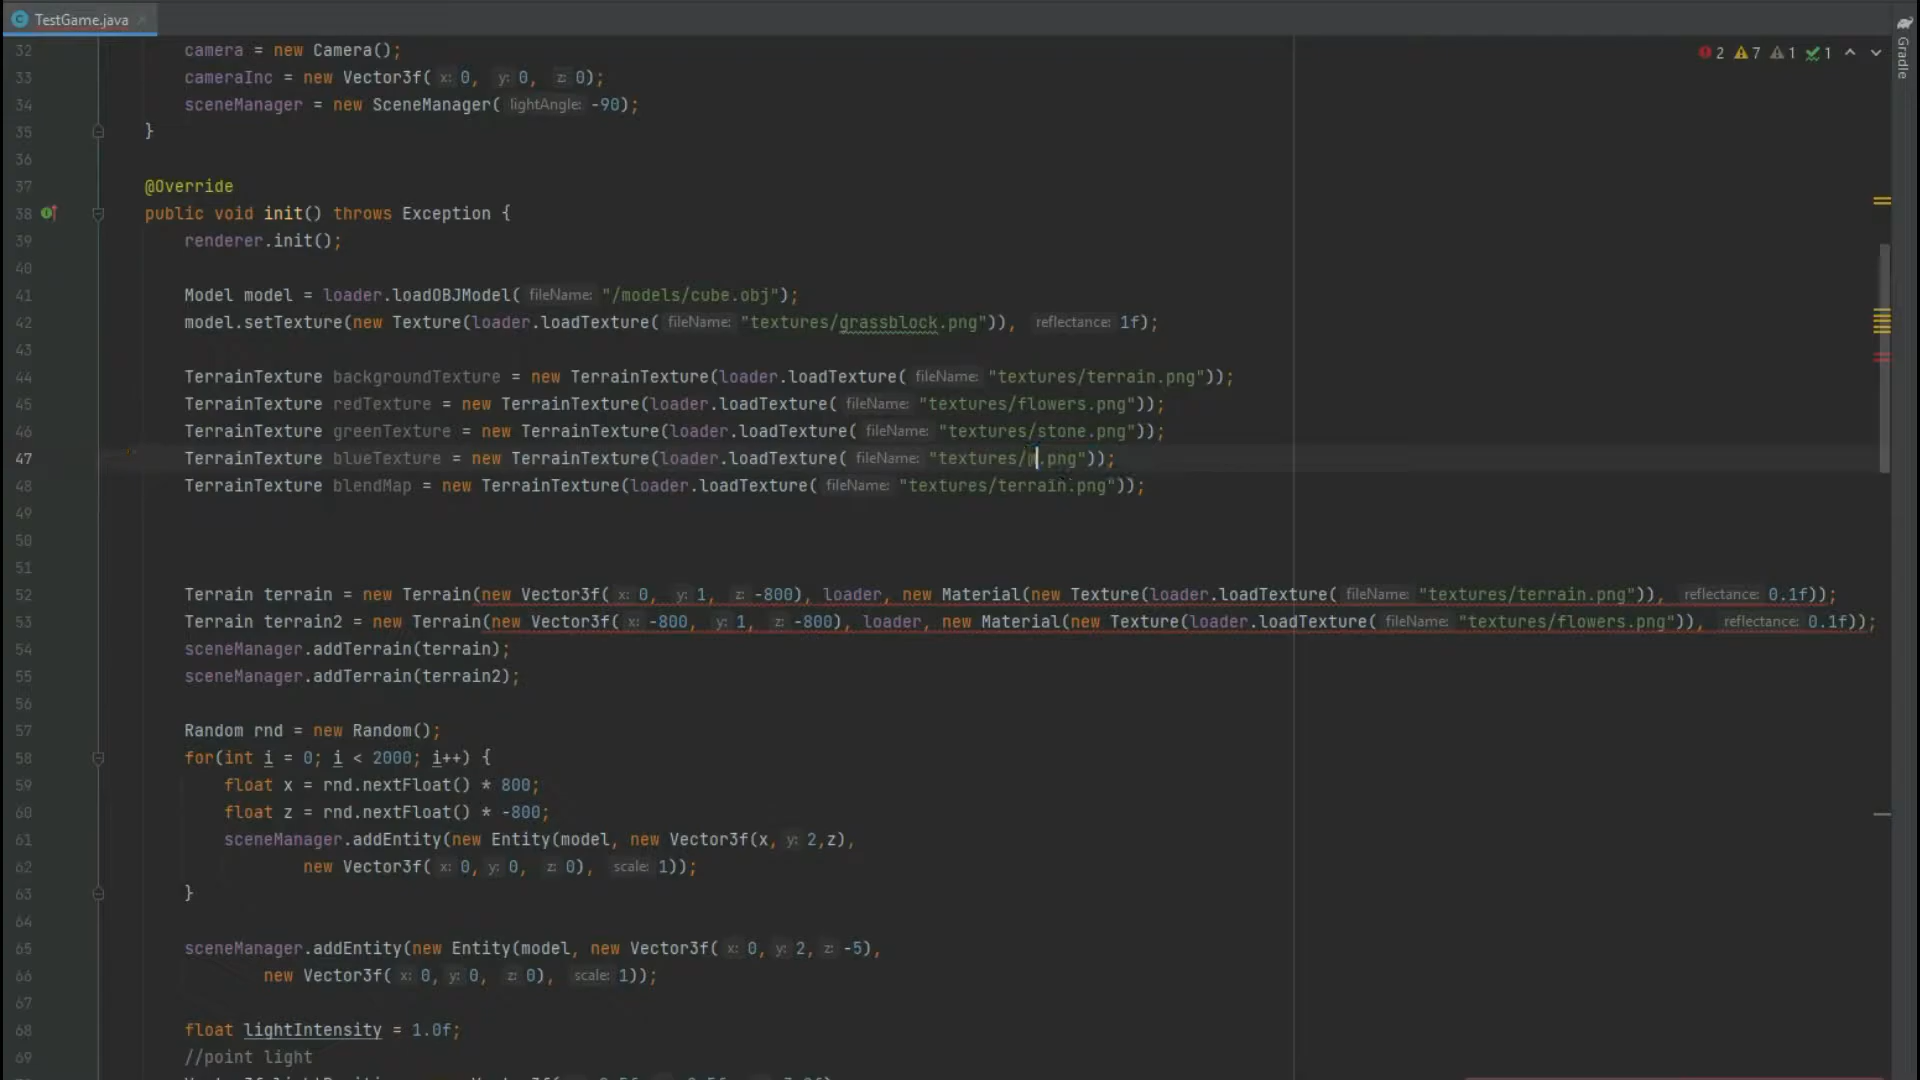 TestGame.java
2 7 1 1
Gradle
32 camera = new Camera();
33 cameraInc = new Vector3f( x: 0, y: 0, z: 0);
34 sceneManager = new SceneManager( lightAngle: -90);
35 }
36
37 @Override
38 public void init() throws Exception {
39 renderer.init();
40
41 Model model = loader.loadOBJModel( fileName: "/models/cube.obj");
42 model.setTexture(new Texture(loader.loadTexture( fileName: "textures/grassblock.png")), reflectance: 1f);
43
44 TerrainTexture backgroundTexture = new TerrainTexture(loader.loadTexture( fileName: "textures/terrain.png"));
45 TerrainTexture redTexture = new TerrainTexture(loader.loadTexture( fileName: "textures/flowers.png"));
46 TerrainTexture greenTexture = new TerrainTexture(loader.loadTexture( fileName: "textures/stone.png"));
47 TerrainTexture blueTexture = new TerrainTexture(loader.loadTexture( fileName: "textures/ .png"));
48 TerrainTexture blendMap = new TerrainTexture(loader.loadTexture( fileName: "textures/terrain.png"));
49
50
51
52 Terrain terrain = new Terrain(new Vector3f( x: 0, y: 1, z: -800), loader, new Material(new Texture(loader.loadTexture( fileName: "textures/terrain.png")), reflectance: 0.1f));
53 Terrain terrain2 = new Terrain(new Vector3f( x: -800, y: 1, z: -800), loader, new Material(new Texture(loader.loadTexture( fileName: "textures/flowers.png")), reflectance: 0.1f));
54 sceneManager.addTerrain(terrain);
55 sceneManager.addTerrain(terrain2);
56
57 Random rnd = new Random();
58 for(int i = 0; i < 2000; i++) {
59 float x = rnd.nextFloat() * 800;
60 float z = rnd.nextFloat() * -800;
61 sceneManager.addEntity(new Entity(model, new Vector3f(x, y: 2,z),
62 new Vector3f( x: 0, y: 0, z: 0), scale: 1));
63 }
64
65 sceneManager.addEntity(new Entity(model, new Vector3f( x: 0, y: 2, z: -5),
66 new Vector3f( x: 0, y: 0, z: 0), scale: 1));
67
68 float lightIntensity = 1.0f;
69 //point light